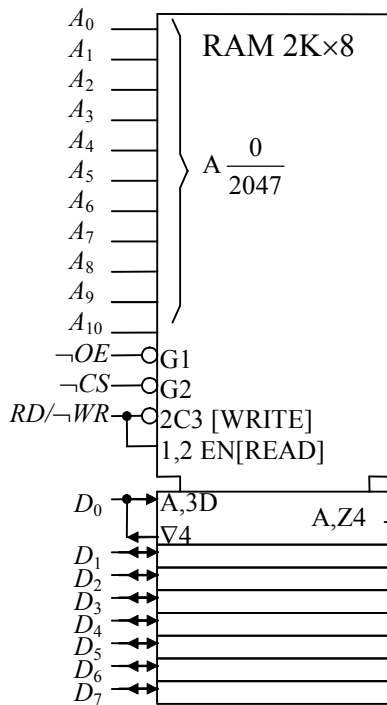 A₀
RAM 2K×8
A₁
A₂
A₃
A₄
A 0/2047
A₅
A₆
A₇
A₈
A₉
A₁₀
¬OE G1
¬CS G2
RD/¬WR 2C3 [WRITE]
1,2 EN[READ]
D₀ A,3D
A,Z4
∇4
D₁
D₂
D₃
D₄
D₅
D₆
D₇